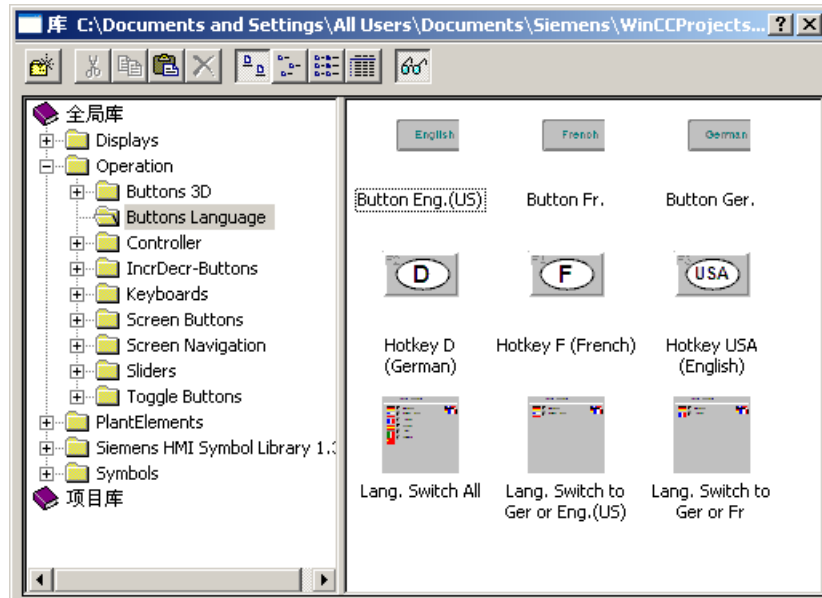 库 C:\Documents and Settings\All Users\Documents\Siemens\WinCCProjects...
全局库
Displays
Operation
Buttons 3D
Buttons Language
Controller
IncrDecr-Buttons
Keyboards
Screen Buttons
Screen Navigation
Sliders
Toggle Buttons
PlantElements
Siemens HMI Symbol Library 1.3
Symbols
项目库
English French German
Button Eng.(US) Button Fr. Button Ger.
D F USA
Hotkey D (German) Hotkey F (French) Hotkey USA (English)
Lang. Switch All Lang. Switch to Ger or Eng.(US) Lang. Switch to Ger or Fr